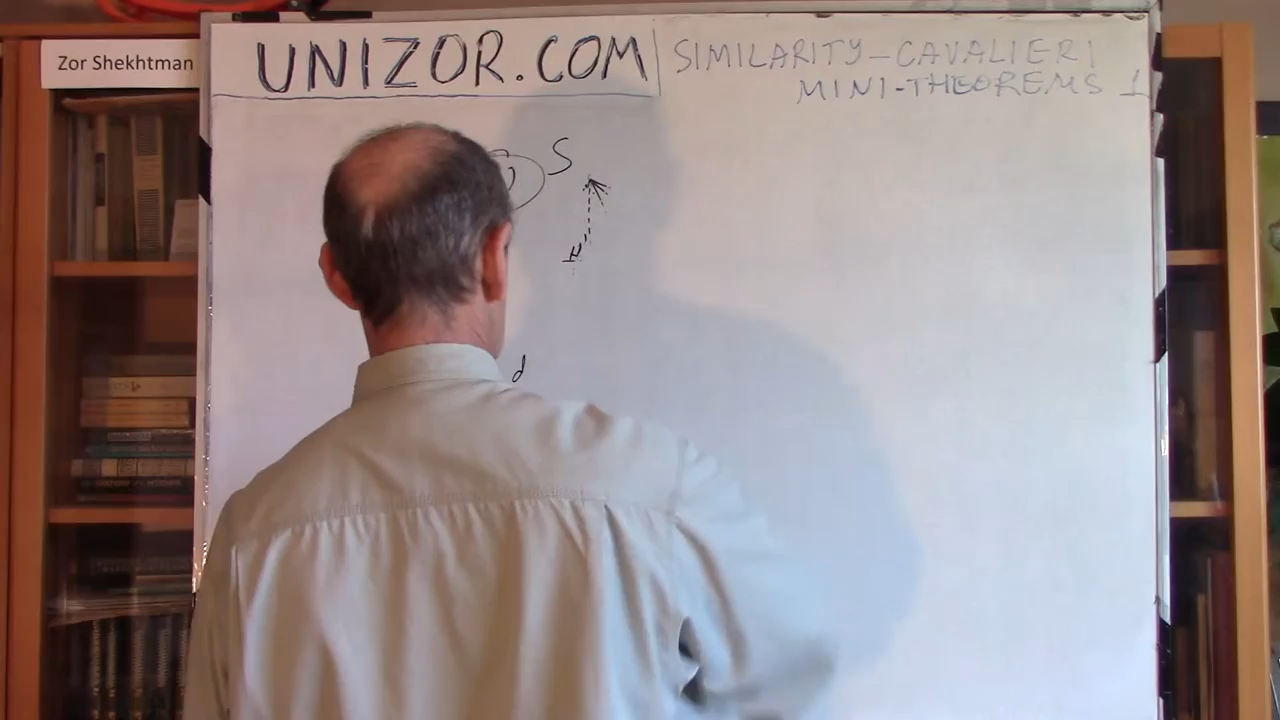 Zor Shekhtman
UNIZOR.COM
SIMILARITY-CAVALIERI
MINI-THEOREMS 1
S
H
d